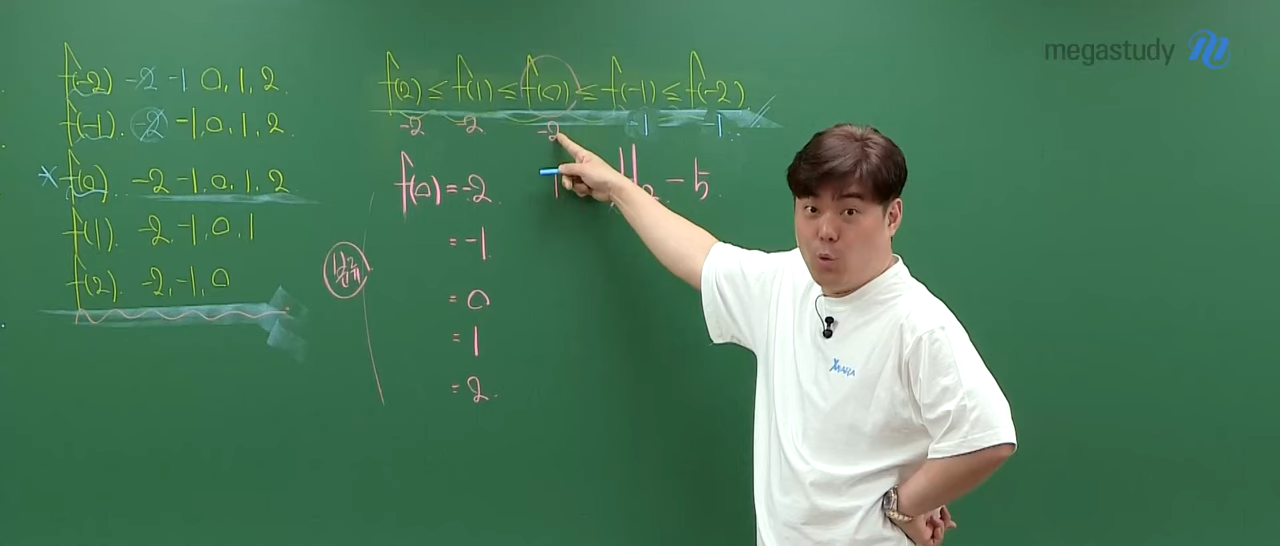 megastudy
f(-2) -2 -1 0, 1, 2.
f(-1). -2 -1, 0, 1, 2.
* f(0). -2 -1, 0, 1, 2
f(1). -2, -1, 0, 1
f(2). -2, -1, 0
f(2) ≤ f(1) ≤ f(0) ≤ f(-1) ≤ f(-2)
-2 -2 -2 -1 -1.
f(0) = -2 - 5
= -1
= 0
= 1
= 2.
XMARA